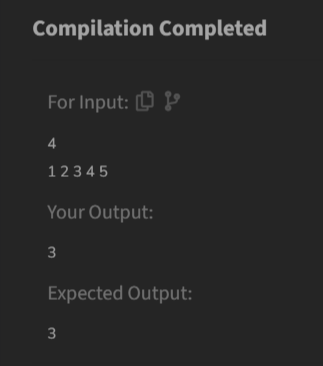 Compilation Completed
For Input:
4
1 2 3 4 5
Your Output:
3
Expected Output:
3